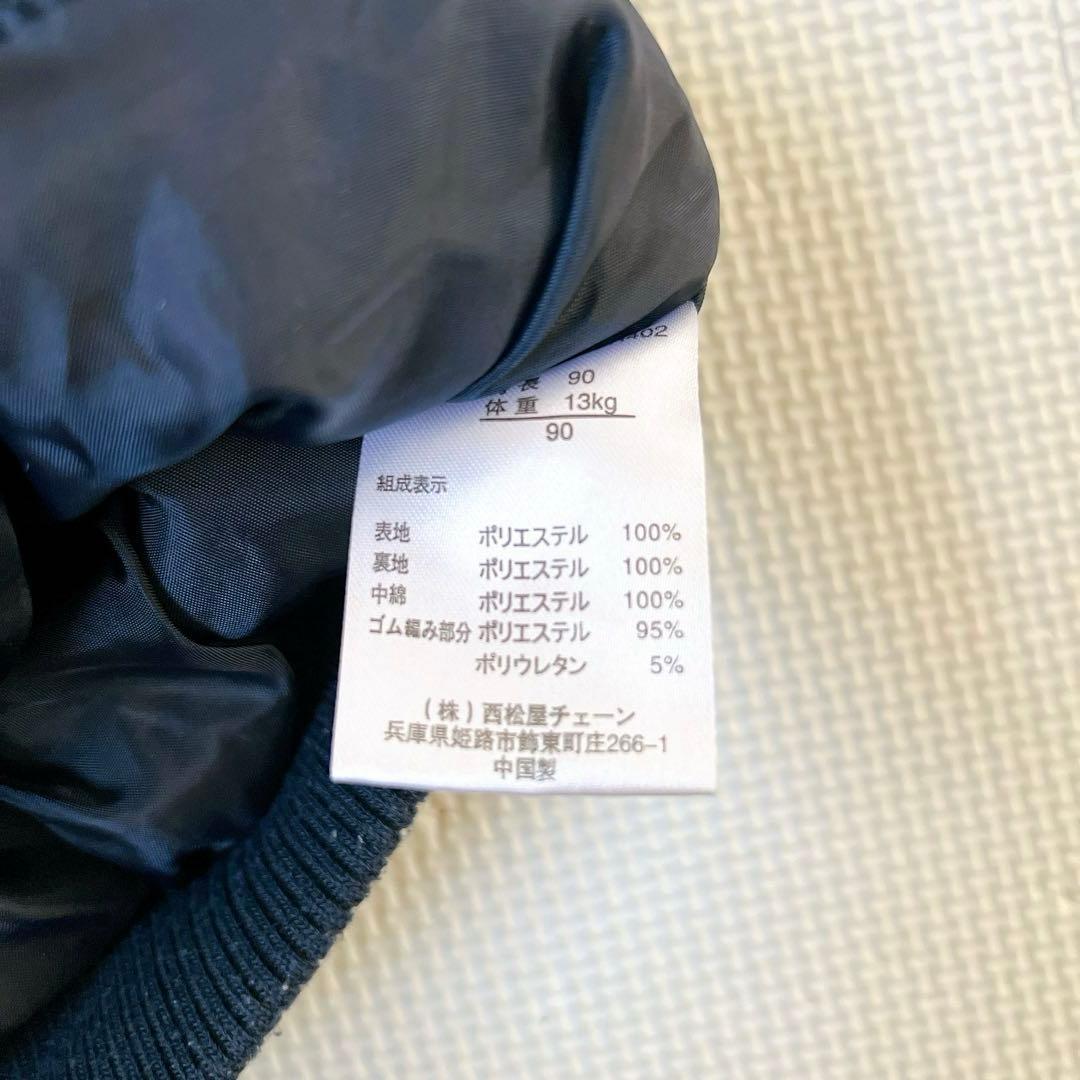 402
長 90
体重 13kg
90
組成表示
表地 ポリエステル 100%
裏地 ポリエステル 100%
中綿 ポリエステル 100%
ゴム編み部分 ポリエステル 95%
ポリウレタン 5%
(株)西松屋チェーン
兵庫県姫路市飾東町庄266-1
中国製